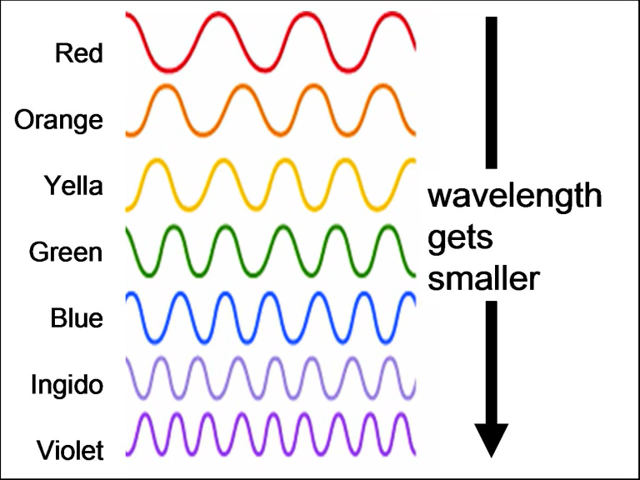 Red
Orange
Yella
Green
Blue
Ingido
Violet
wavelength
gets
smaller